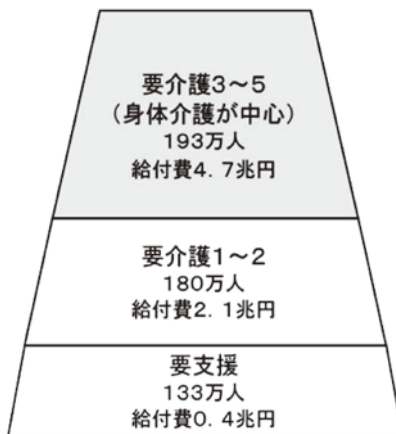 要介護3～5
（身体介護が中心）
193万人
給付費4．7兆円
要介護1～2
180万人
給付費2．1兆円
要支援
133万人
給付費0．4兆円